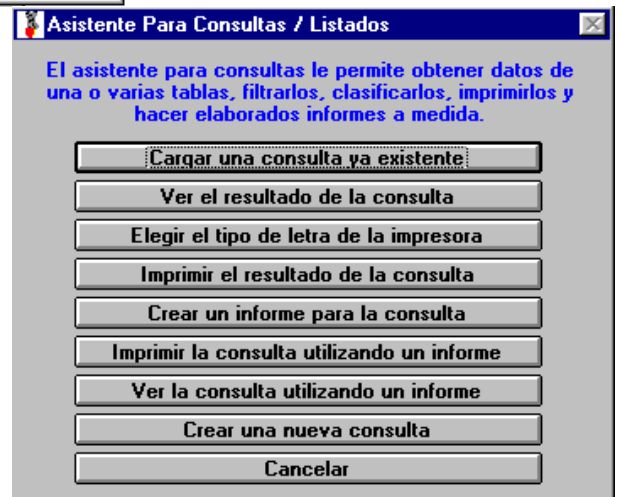 Asistente Para Consultas / Listados
El asistente para consultas le permite obtener datos de
una o varias tablas, filtrarlos, clasificarlos, imprimirlos y
hacer elaborados informes a medida.
Cargar una consulta ya existente
Ver el resultado de la consulta
Elegir el tipo de letra de la impresora
Imprimir el resultado de la consulta
Crear un informe para la consulta
Imprimir la consulta utilizando un informe
Ver la consulta utilizando un informe
Crear una nueva consulta
Cancelar